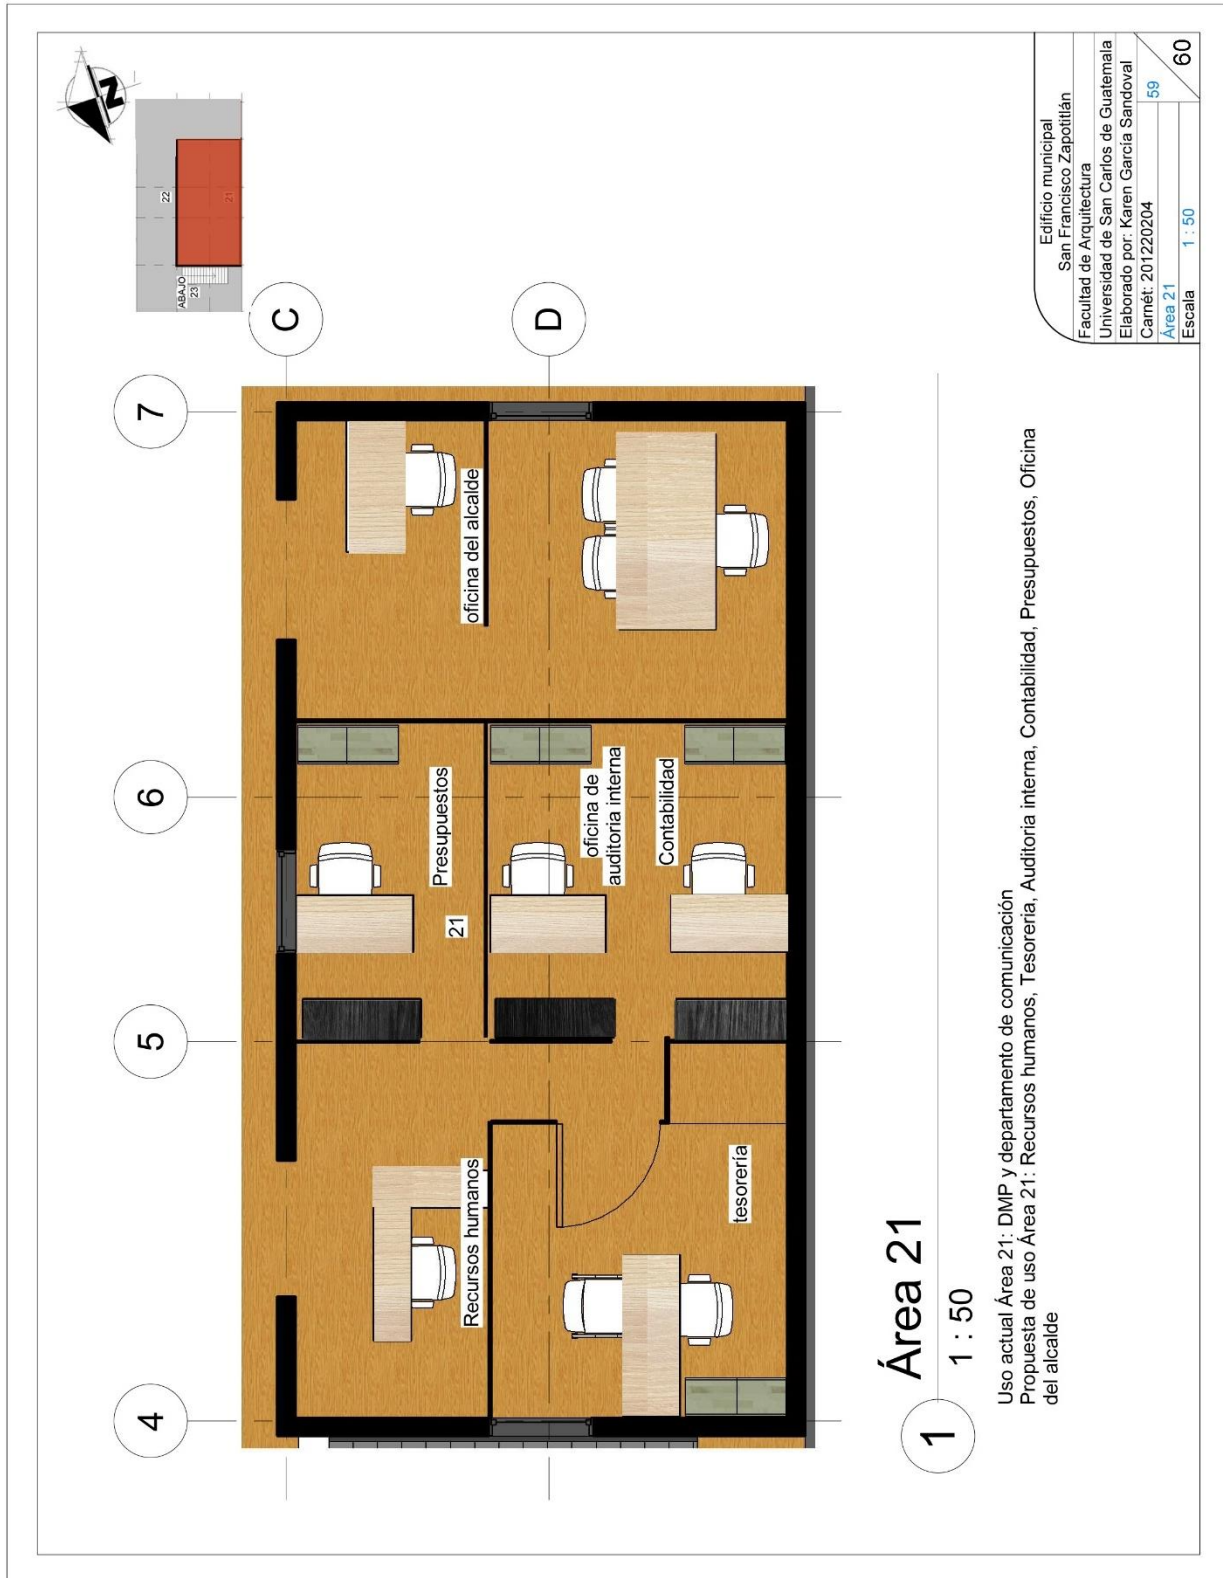 4
5
6
7
C
D
ABAJO
23
22
21
N
Recursos humanos
tesorería
Presupuestos
21
oficina de
auditoria interna
Contabilidad
oficina del alcalde
1
Área 21
1 : 50
Uso actual Área 21: DMP y departamento de comunicación
Propuesta de uso Área 21: Recursos humanos, Tesoreria, Auditoria interna, Contabilidad, Presupuestos, Oficina
del alcalde
Edificio municipal
San Francisco Zapotitlán
Facultad de Arquitectura
Universidad de San Carlos de Guatemala
Elaborado por: Karen García Sandoval
Carnét: 201220204
Área 21
59
Escala
1 : 50
60